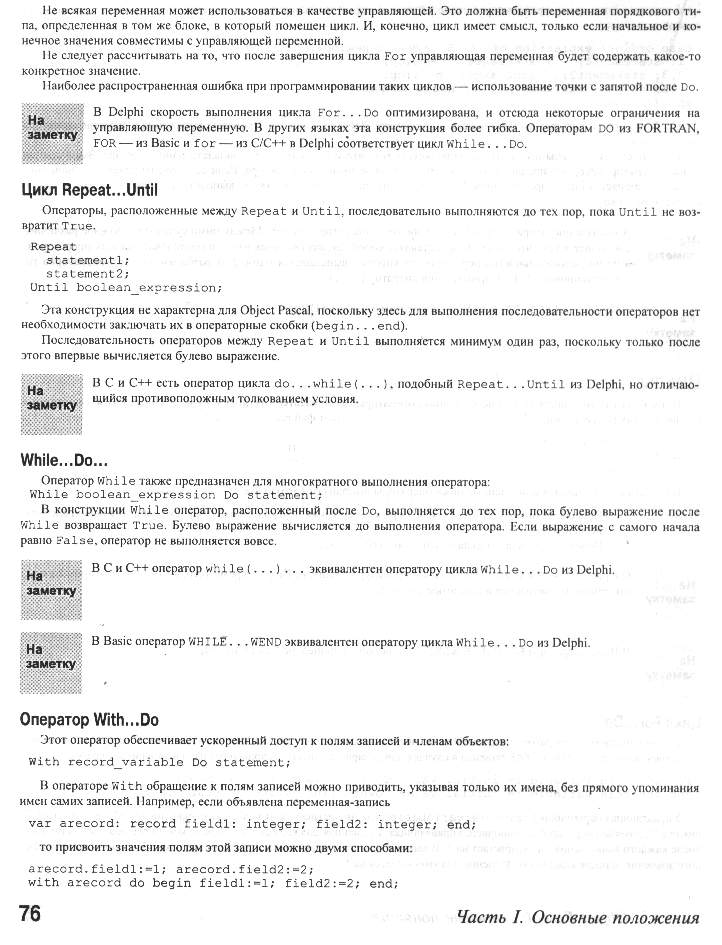 Не всякая переменная может использоваться в качестве управляющей. Это должна быть переменная порядкового ти-
па, определенная в том же блоке, в который помещен цикл. И, конечно, цикл имеет смысл, только если начальное и ко-
нечное значения совместимы с управляющей переменной.
Не следует рассчитывать на то, что после завершения цикла For управляющая переменная будет содержать какое-то
конкретное значение.
Наиболее распространенная ошибка при программировании таких циклов — использование точки с запятой после Do.
На
заметку
В Delphi скорость выполнения цикла For...Do оптимизирована, и отсюда некоторые ограничения на
управляющую переменную. В других языках эта конструкция более гибка. Операторам DO из FORTRAN,
FOR — из Basic и for — из C/C++ в Delphi соответствует цикл While...Do.
Цикл Repeat...Until
Операторы, расположенные между Repeat и Until, последовательно выполняются до тех пор, пока Until не воз-
вратит True.
Repeat
statement1;
statement2;
Until boolean_expression;
Эта конструкция не характерна для Object Pascal, поскольку здесь для выполнения последовательности операторов нет
необходимости заключать их в операторные скобки (begin...end).
Последовательность операторов между Repeat и Until выполняется минимум один раз, поскольку только после
этого впервые вычисляется булево выражение.
На
заметку
В C и C++ есть оператор цикла do...while(...), подобный Repeat...Until из Delphi, но отличаю-
щийся противоположным толкованием условия.
While...Do...
Оператор While также предназначен для многократного выполнения оператора:
While boolean_expression Do statement;
В конструкции While оператор, расположенный после Do, выполняется до тех пор, пока булево выражение после
While возвращает True. Булево выражение вычисляется до выполнения оператора. Если выражение с самого начала
равно False, оператор не выполняется вовсе.
На
заметку
В C и C++ оператор while(...)... эквивалентен оператору цикла While...Do из Delphi.
На
заметку
В Basic оператор WHILE...WEND эквивалентен оператору цикла While...Do из Delphi.
Оператор With...Do
Этот оператор обеспечивает ускоренный доступ к полям записей и членам объектов:
With record_variable Do statement;
В операторе With обращение к полям записей можно приводить, указывая только их имена, без прямого упоминания
имен самих записей. Например, если объявлена переменная-запись
var arecord: record field1: integer; field2: integer; end;
то присвоить значения полям этой записи можно двумя способами:
arecord.field1:=1; arecord.field2:=2;
with arecord do begin field1:=1; field2:=2; end;
76
Часть I. Основные положения